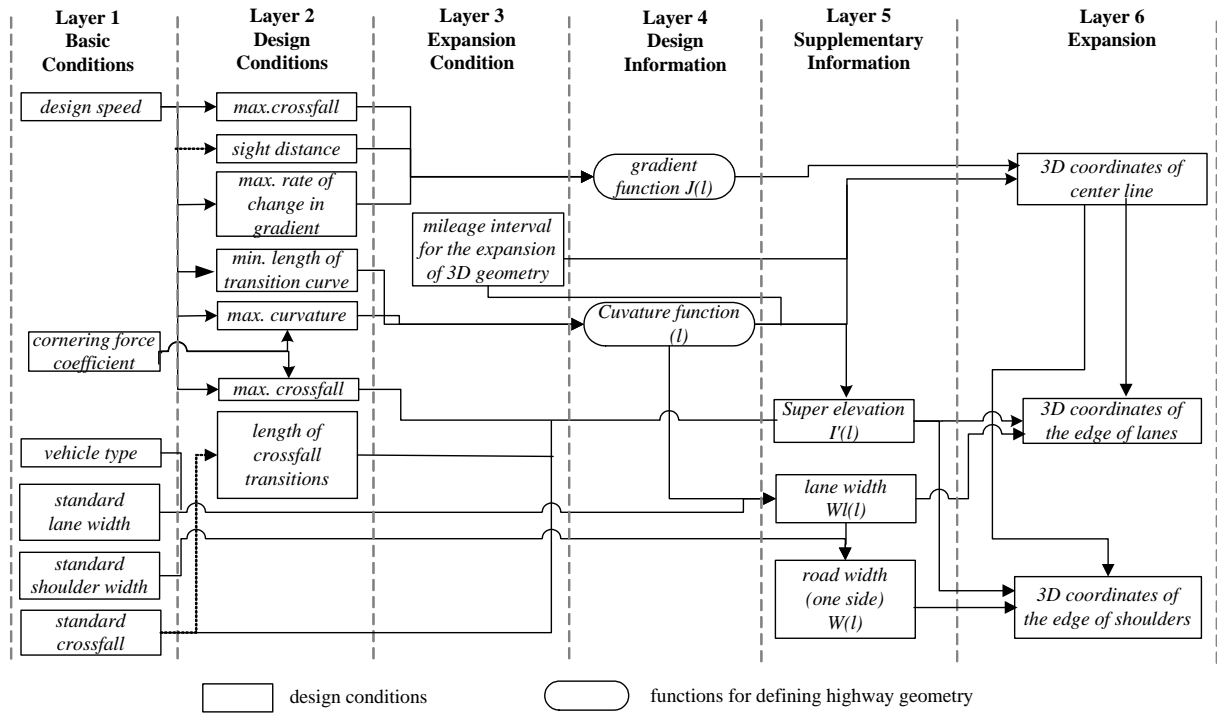 Layer 1
Basic
Conditions
Layer 2
Design
Conditions
Layer 3
Expansion
Condition
Layer 4
Design
Information
Layer 5
Supplementary
Information
Layer 6
Expansion
design speed
cornering force
coefficient
vehicle type
standard
lane width
standard
shoulder width
standard
crossfall
max.crossfall
sight distance
max. rate of
change in
gradient
min. length of
transition curve
max. curvature
max. crossfall
length of
crossfall
transitions
mileage interval
for the expansion
of 3D geometry
gradient
function J(l)
Cuvature function
(l)
Super elevation
I'(l)
lane width
Wl(l)
road width
(one side)
W(l)
3D coordinates of
center line
3D coordinates of
the edge of lanes
3D coordinates of
the edge of shoulders
design conditions
functions for defining highway geometry